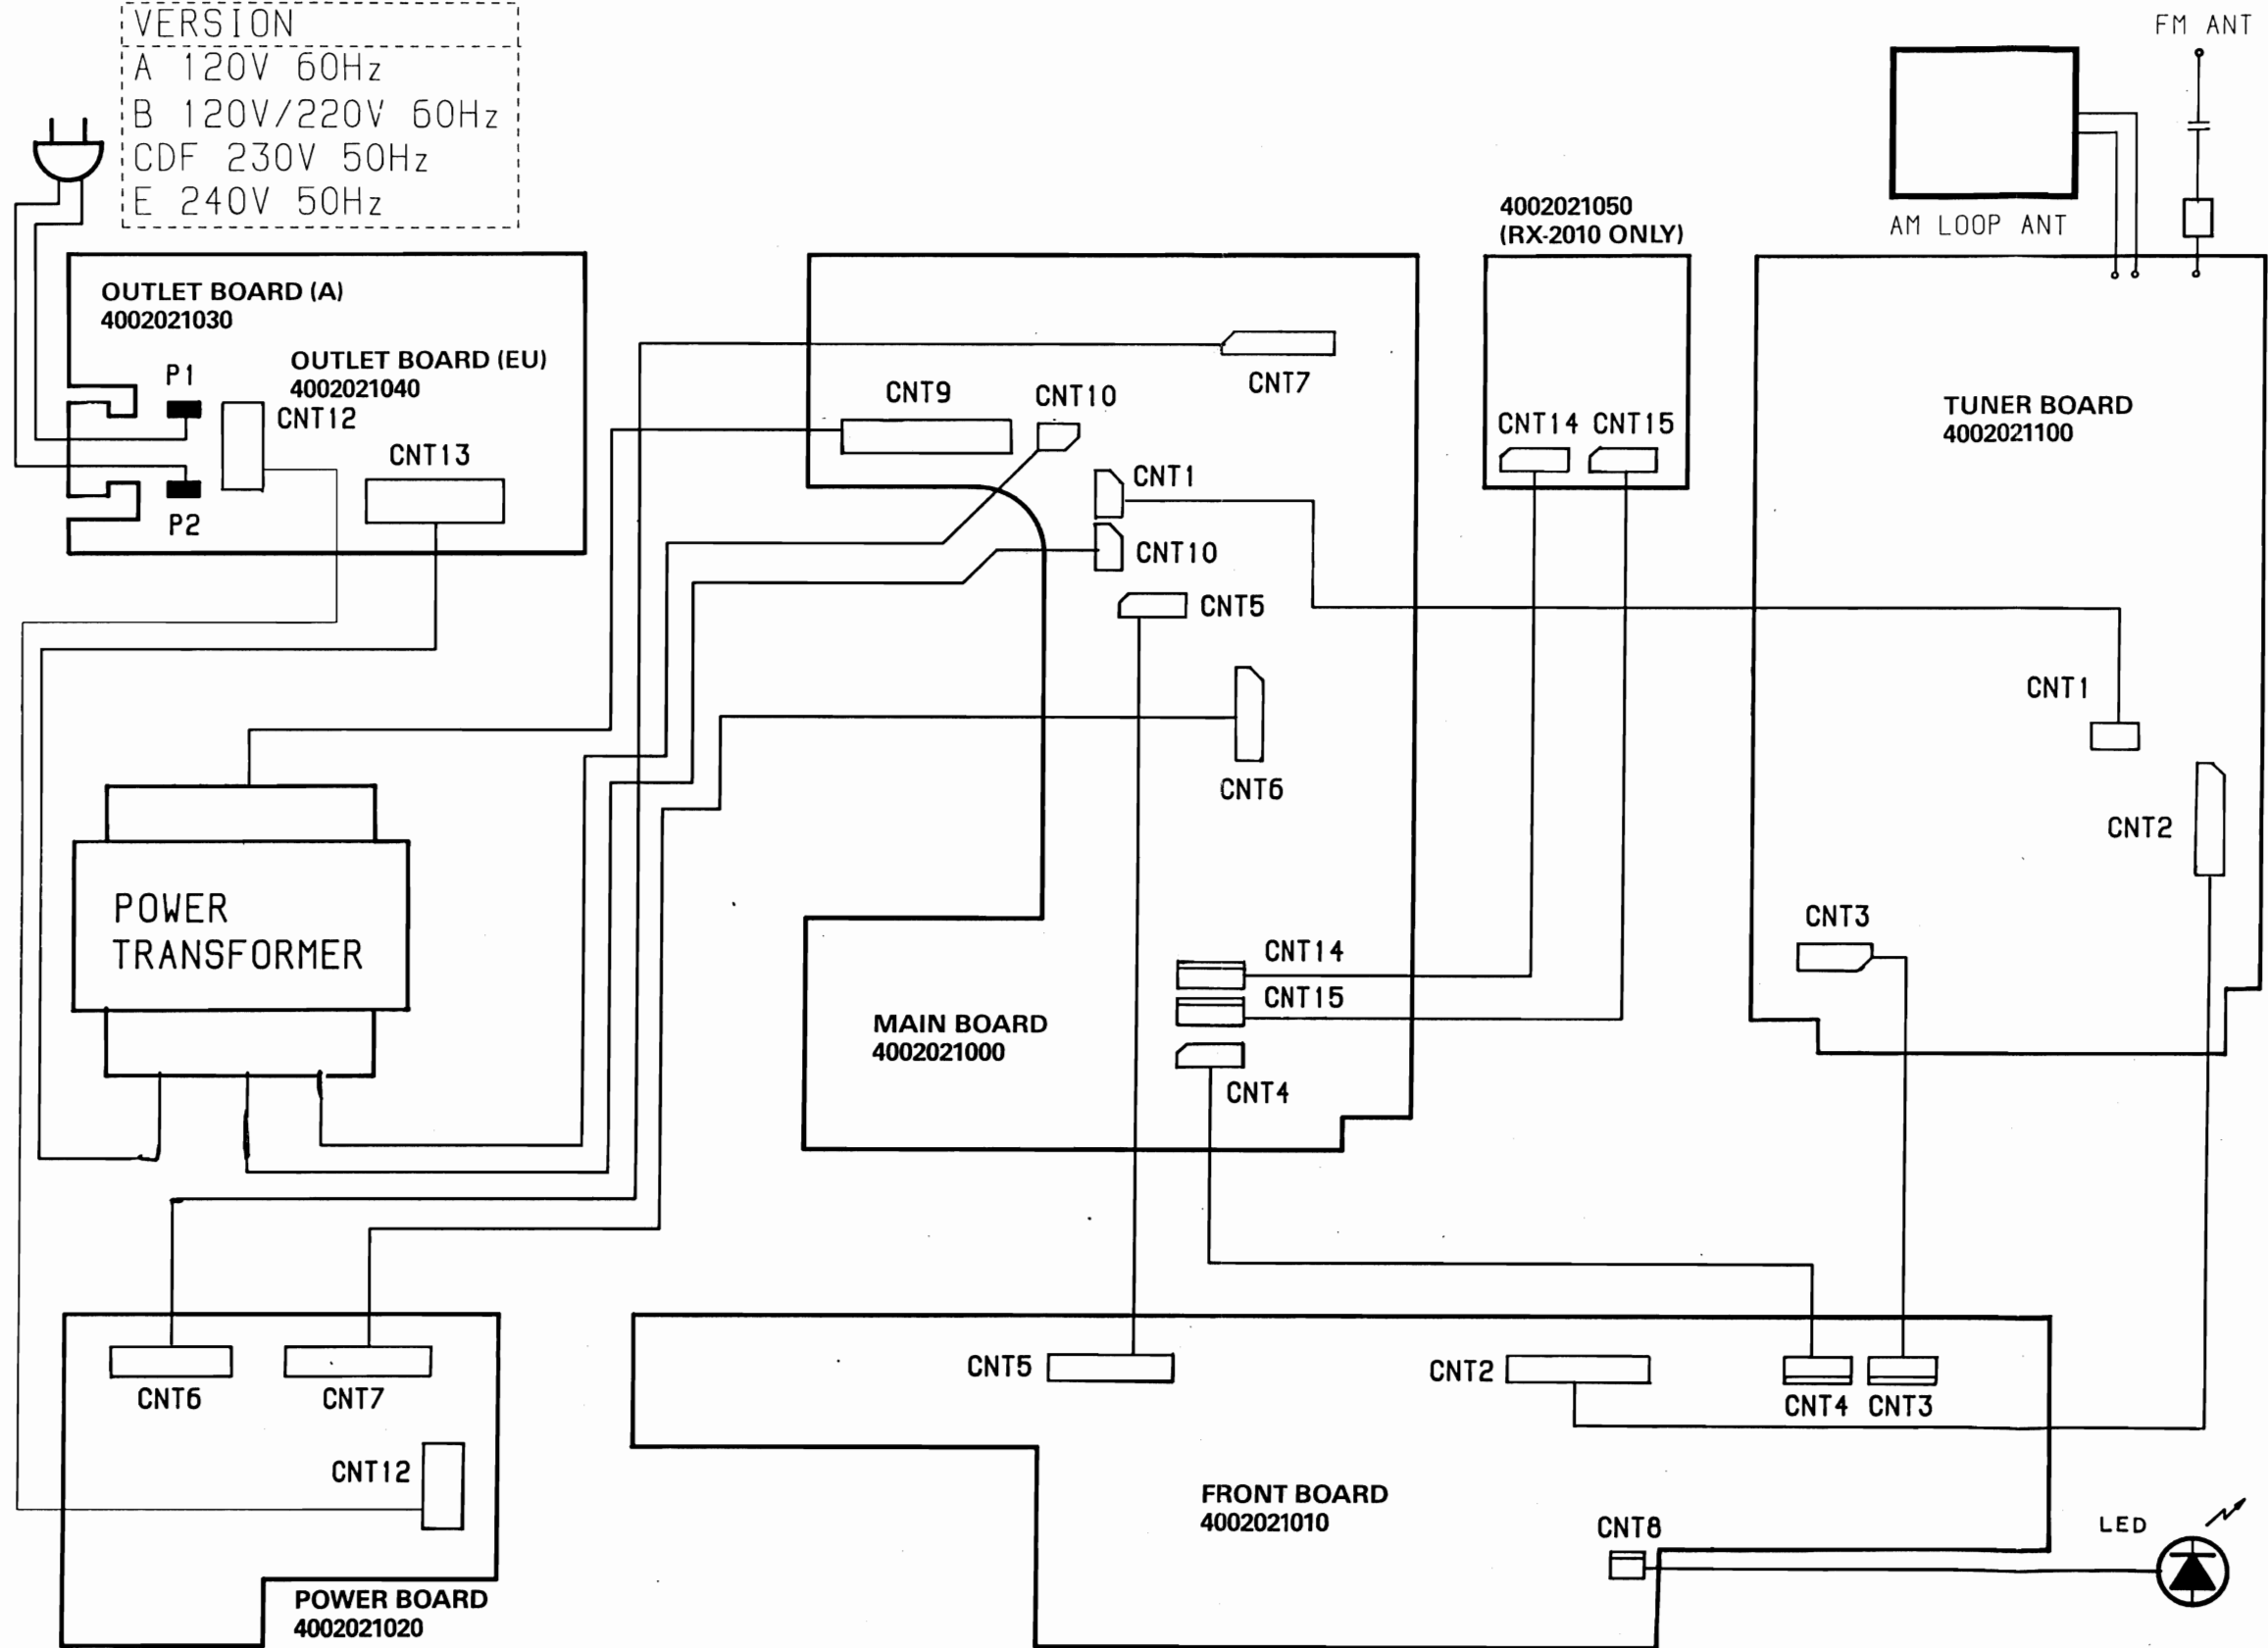 VERSION
A 120V 60Hz
B 120V/220V 60Hz
CDF 230V 50Hz
E 240V 50Hz
FM ANT
AM LOOP ANT
4002021050
(RX-2010 ONLY)
CNT14 CNT15
OUTLET BOARD (A)
4002021030
OUTLET BOARD (EU)
4002021040
P1
CNT12
CNT13
P2
CNT7
CNT9
CNT10
CNT1
CNT10
CNT5
CNT6
CNT14
CNT15
MAIN BOARD
4002021000
CNT4
TUNER BOARD
4002021100
CNT1
CNT2
CNT3
POWER
TRANSFORMER
CNT6
CNT7
CNT12
POWER BOARD
4002021020
CNT5
CNT2
CNT4 CNT3
FRONT BOARD
4002021010
CNT8
LED